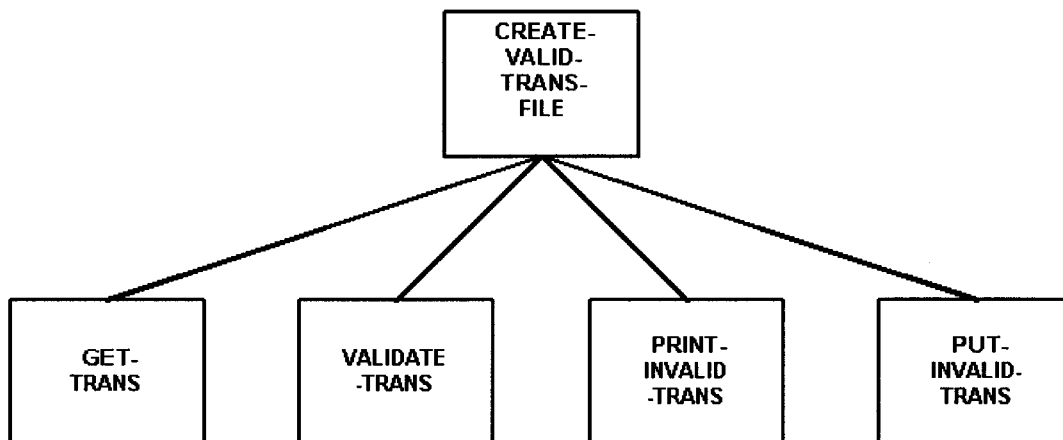 CREATE-
VALID-
TRANS-
FILE
GET-
TRANS
VALIDATE
-TRANS
PRINT-
INVALID
-TRANS
PUT-
INVALID-
TRANS